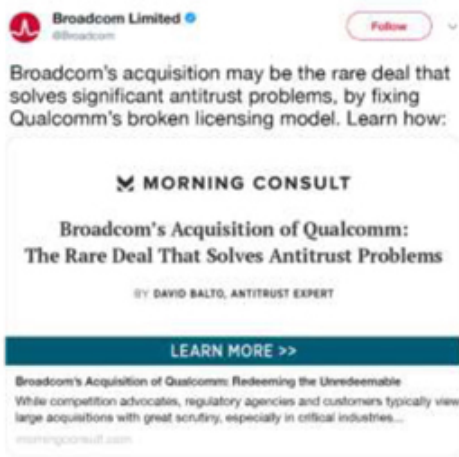 Broadcom Limited
@Broadcom
Follow
Broadcom's acquisition may be the rare deal that
solves significant antitrust problems, by fixing
Qualcomm's broken licensing model. Learn how:
MORNING CONSULT
Broadcom's Acquisition of Qualcomm:
The Rare Deal That Solves Antitrust Problems
BY DAVID BALTO, ANTITRUST EXPERT
LEARN MORE >>
Broadcom's Acquisition of Qualcomm: Redeeming the Unredeemable
While competition advocates, regulatory agencies and customers typically view
large acquisitions with great scrutiny, especially in critical industries...
morningconsult.com